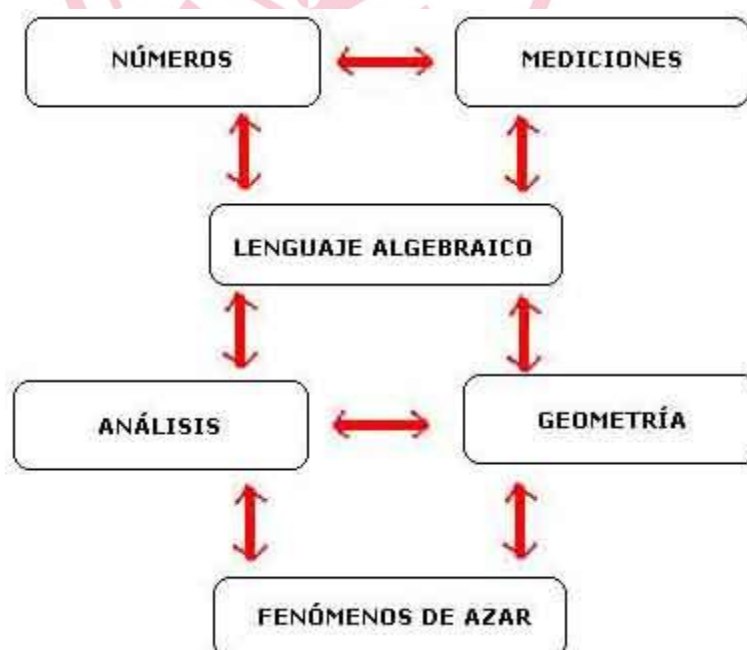 NÚMEROS
MEDICIONES
LENGUAJE ALGEBRAICO
ANÁLISIS
GEOMETRÍA
FENÓMENOS DE AZAR